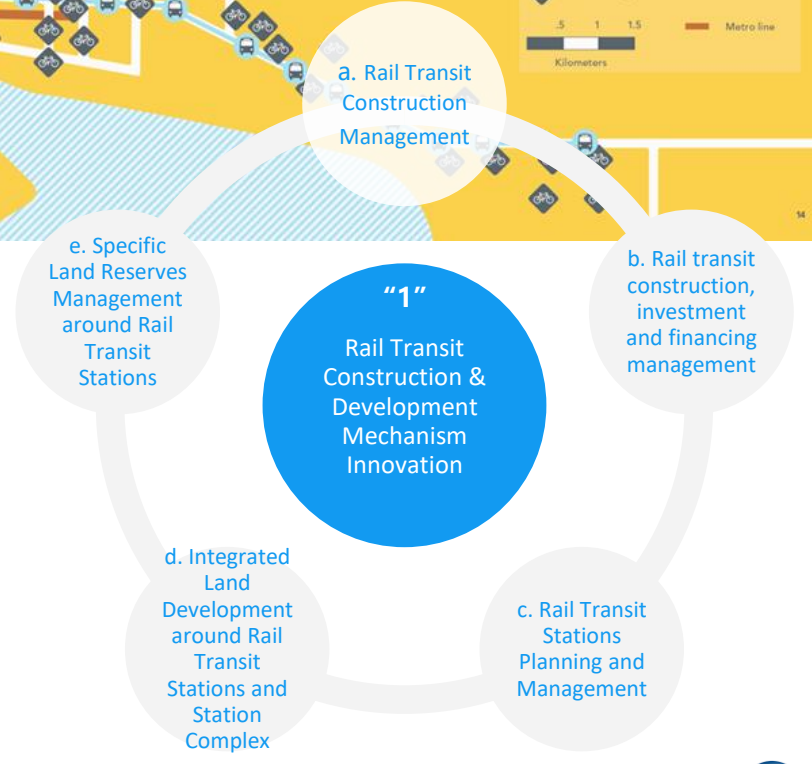 .5 1 1.5
Metro line
Kilometers
14
a. Rail Transit
Construction
Management
b. Rail transit
construction,
investment
and financing
management
c. Rail Transit
Stations
Planning and
Management
d. Integrated
Land
Development
around Rail
Transit
Stations and
Station
Complex
e. Specific
Land Reserves
Management
around Rail
Transit
Stations
“1”
Rail Transit
Construction &
Development
Mechanism
Innovation